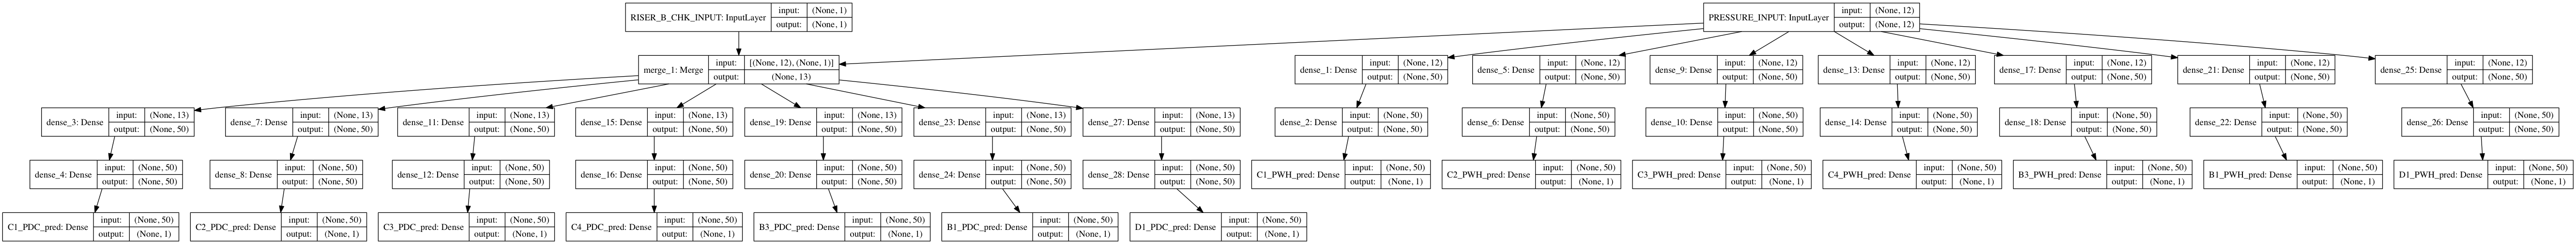 RISER_B_CHK_INPUT: InputLayer input: (None, 1) output: (None, 1)
PRESSURE_INPUT: InputLayer input: (None, 12) output: (None, 12)
merge_1: Merge input: [(None, 12), (None, 1)] output: (None, 13)
dense_1: Dense input: (None, 12) output: (None, 50)
dense_5: Dense input: (None, 12) output: (None, 50)
dense_9: Dense input: (None, 12) output: (None, 50)
dense_13: Dense input: (None, 12) output: (None, 50)
dense_17: Dense input: (None, 12) output: (None, 50)
dense_21: Dense input: (None, 12) output: (None, 50)
dense_25: Dense input: (None, 12) output: (None, 50)
dense_3: Dense input: (None, 13) output: (None, 50)
dense_7: Dense input: (None, 13) output: (None, 50)
dense_11: Dense input: (None, 13) output: (None, 50)
dense_15: Dense input: (None, 13) output: (None, 50)
dense_19: Dense input: (None, 13) output: (None, 50)
dense_23: Dense input: (None, 13) output: (None, 50)
dense_27: Dense input: (None, 13) output: (None, 50)
dense_2: Dense input: (None, 50) output: (None, 50)
dense_6: Dense input: (None, 50) output: (None, 50)
dense_10: Dense input: (None, 50) output: (None, 50)
dense_14: Dense input: (None, 50) output: (None, 50)
dense_18: Dense input: (None, 50) output: (None, 50)
dense_22: Dense input: (None, 50) output: (None, 50)
dense_26: Dense input: (None, 50) output: (None, 50)
dense_4: Dense input: (None, 50) output: (None, 50)
dense_8: Dense input: (None, 50) output: (None, 50)
dense_12: Dense input: (None, 50) output: (None, 50)
dense_16: Dense input: (None, 50) output: (None, 50)
dense_20: Dense input: (None, 50) output: (None, 50)
dense_24: Dense input: (None, 50) output: (None, 50)
dense_28: Dense input: (None, 50) output: (None, 50)
C1_PWH_pred: Dense input: (None, 50) output: (None, 1)
C2_PWH_pred: Dense input: (None, 50) output: (None, 1)
C3_PWH_pred: Dense input: (None, 50) output: (None, 1)
C4_PWH_pred: Dense input: (None, 50) output: (None, 1)
B3_PWH_pred: Dense input: (None, 50) output: (None, 1)
B1_PWH_pred: Dense input: (None, 50) output: (None, 1)
D1_PWH_pred: Dense input: (None, 50) output: (None, 1)
C1_PDC_pred: Dense input: (None, 50) output: (None, 1)
C2_PDC_pred: Dense input: (None, 50) output: (None, 1)
C3_PDC_pred: Dense input: (None, 50) output: (None, 1)
C4_PDC_pred: Dense input: (None, 50) output: (None, 1)
B3_PDC_pred: Dense input: (None, 50) output: (None, 1)
B1_PDC_pred: Dense input: (None, 50) output: (None, 1)
D1_PDC_pred: Dense input: (None, 50) output: (None, 1)